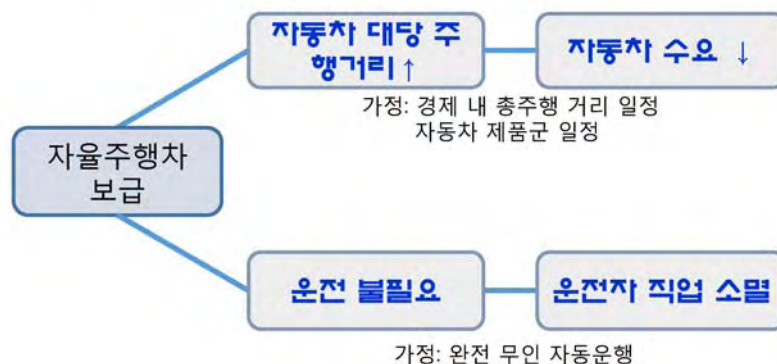 자동차 대당 주
행거리↑
자동차 수요 ↓
가정: 경제 내 총주행 거리 일정
자동차 제품군 일정
자율주행차
보급
운전 불필요
운전자 직업 소멸
가정: 완전 무인 자동운행